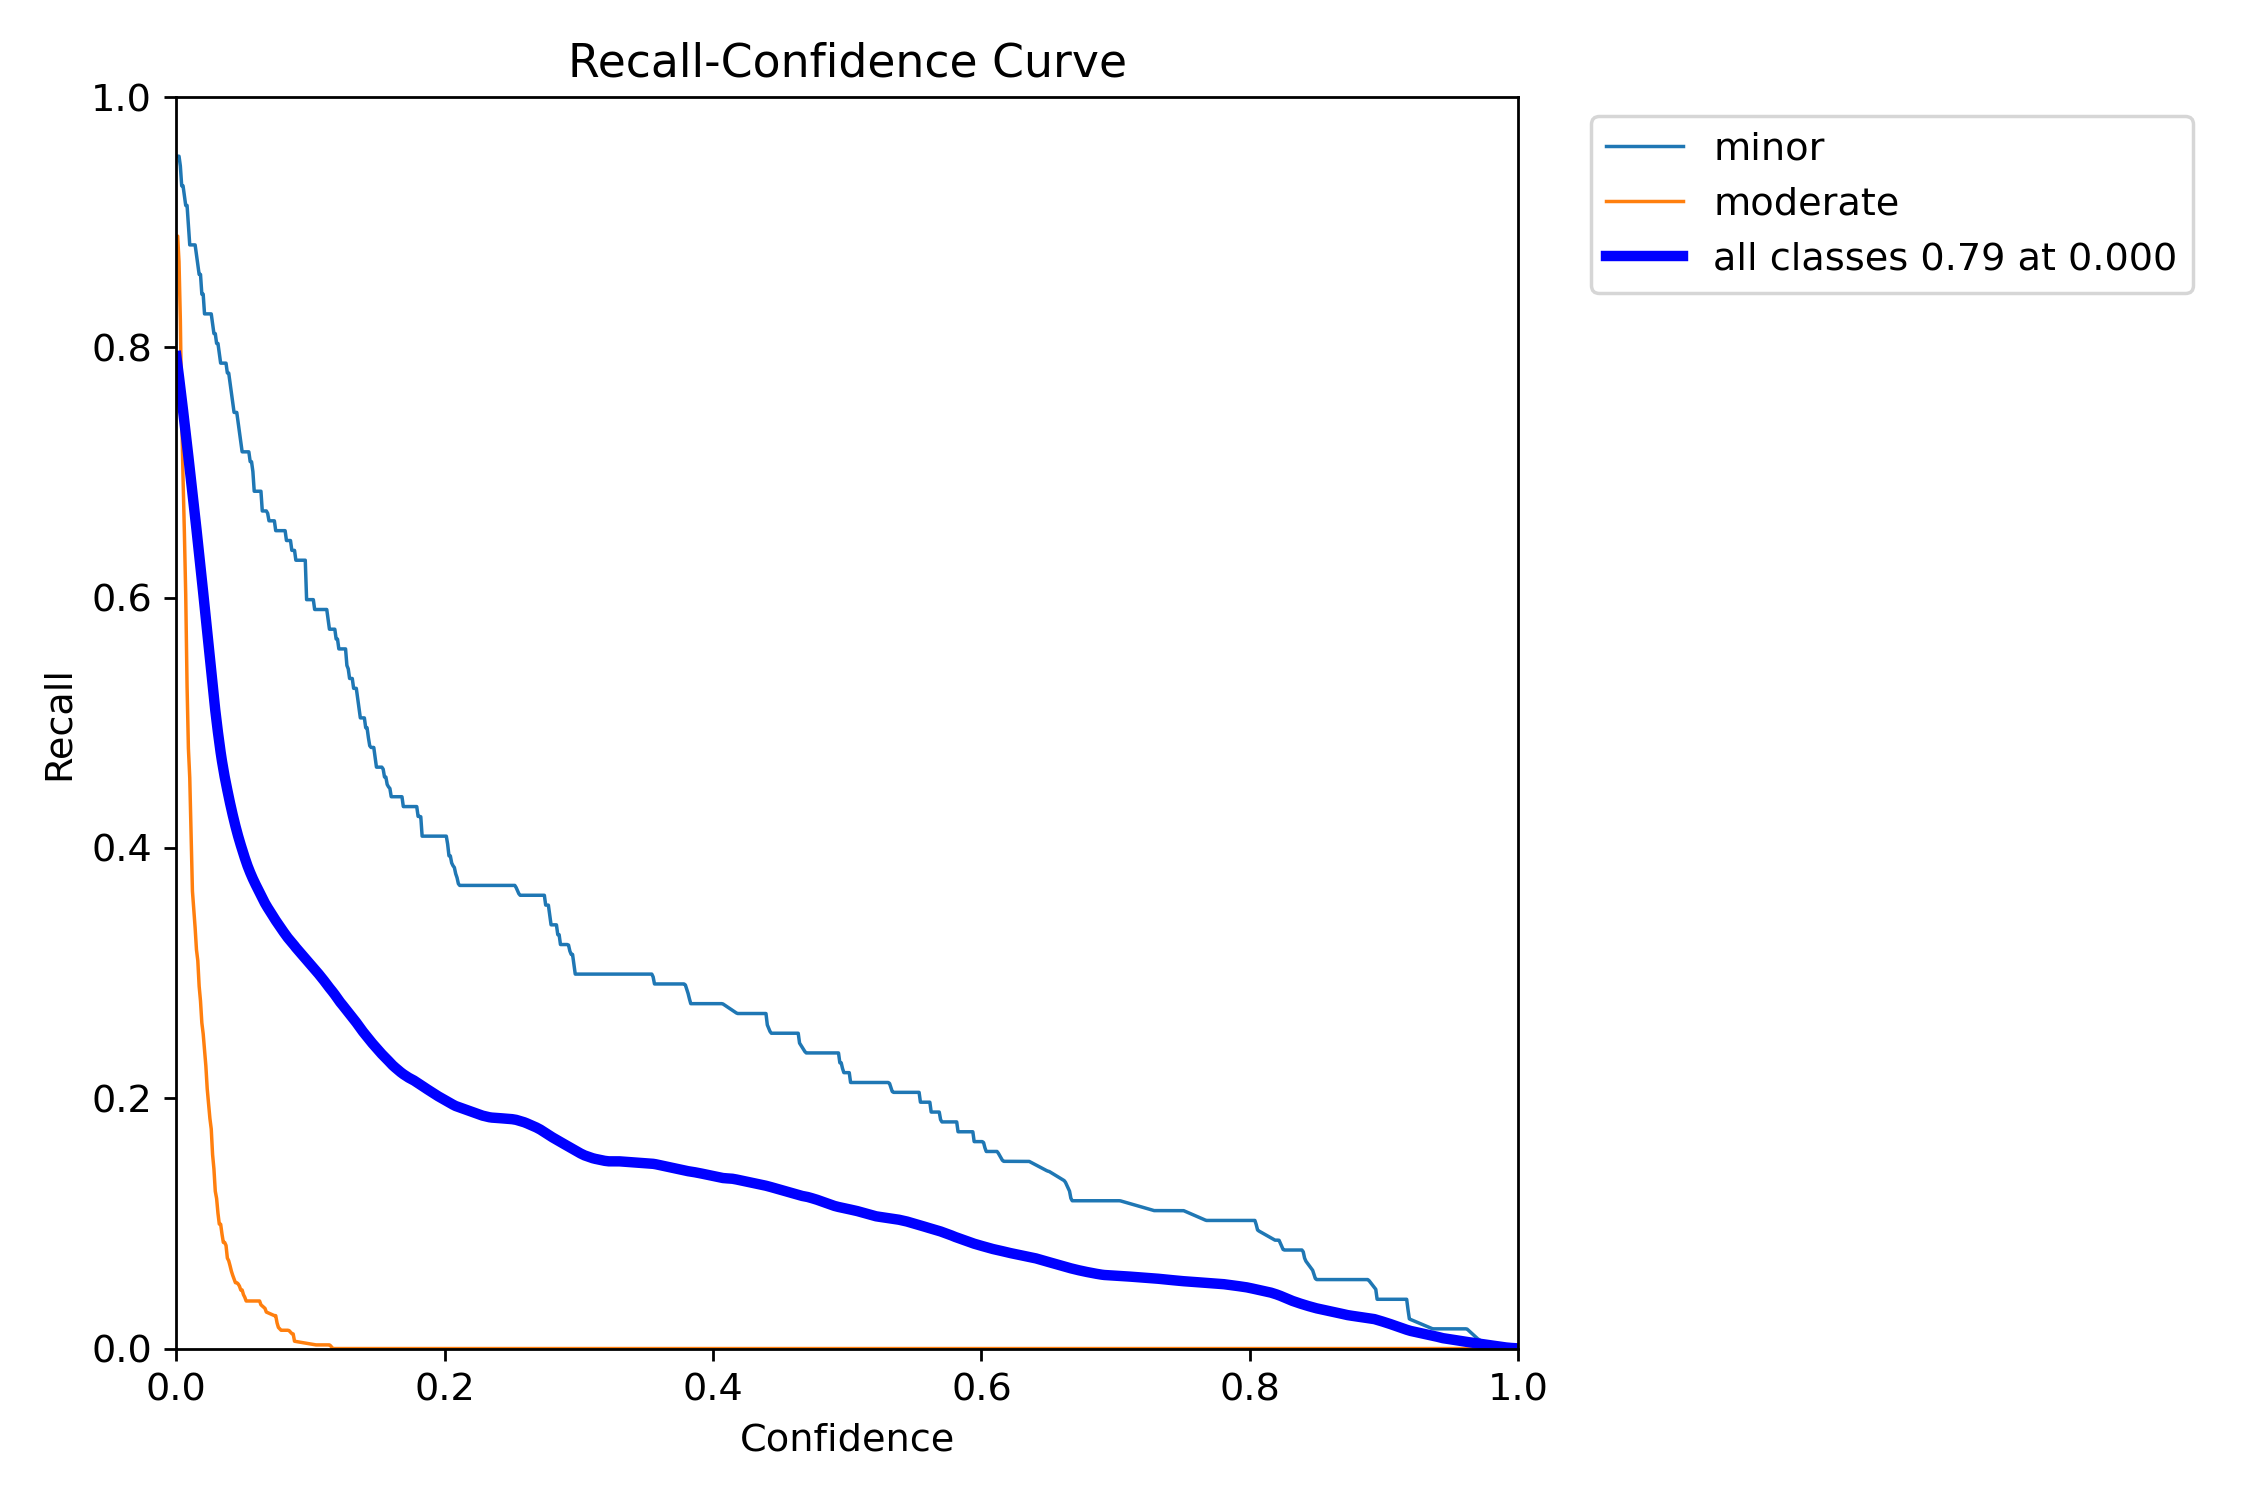 Recall-Confidence Curve
minor
moderate
all classes 0.79 at 0.000
1.0
0.8
0.6
0.4
0.2
0.0
Recall
0.0 0.2 0.4 0.6 0.8 1.0
Confidence